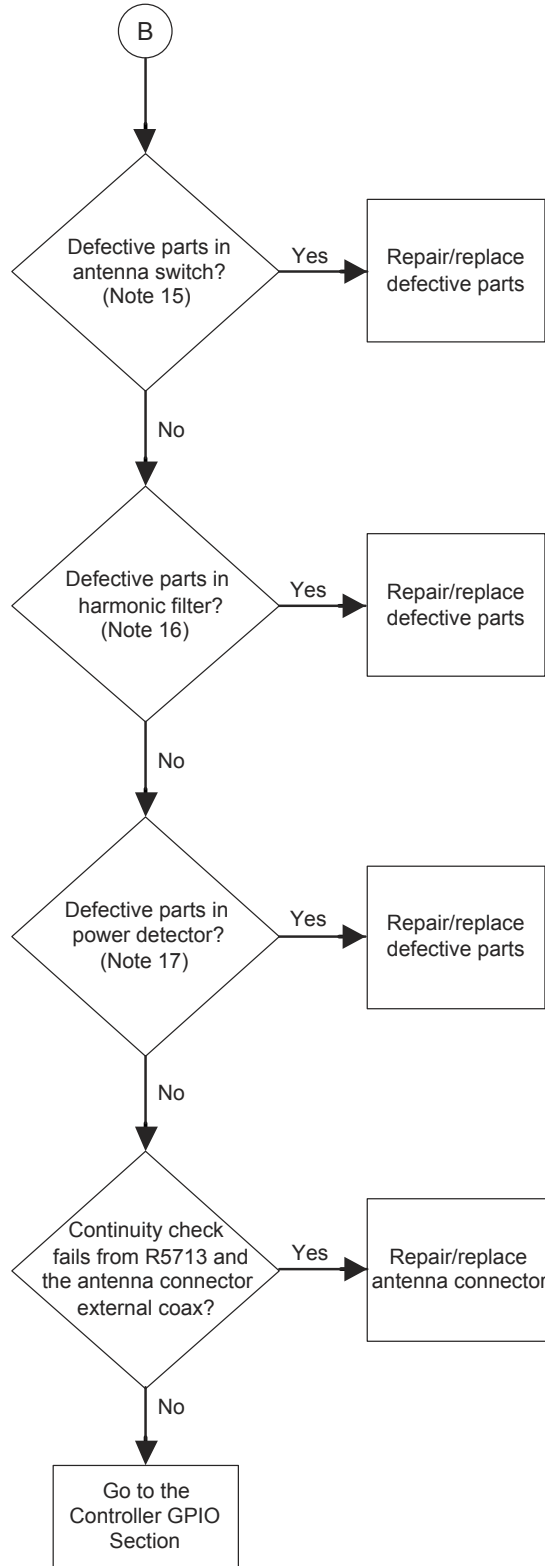 B
Defective parts in
antenna switch?
(Note 15)
Yes
Repair/replace
defective parts
No
Defective parts in
harmonic filter?
(Note 16)
Yes
Repair/replace
defective parts
No
Defective parts in
power detector?
(Note 17)
Yes
Repair/replace
defective parts
No
Continuity check
fails from R5713 and
the antenna connector
external coax?
Yes
Repair/replace
antenna connector
No
Go to the
Controller GPIO
Section